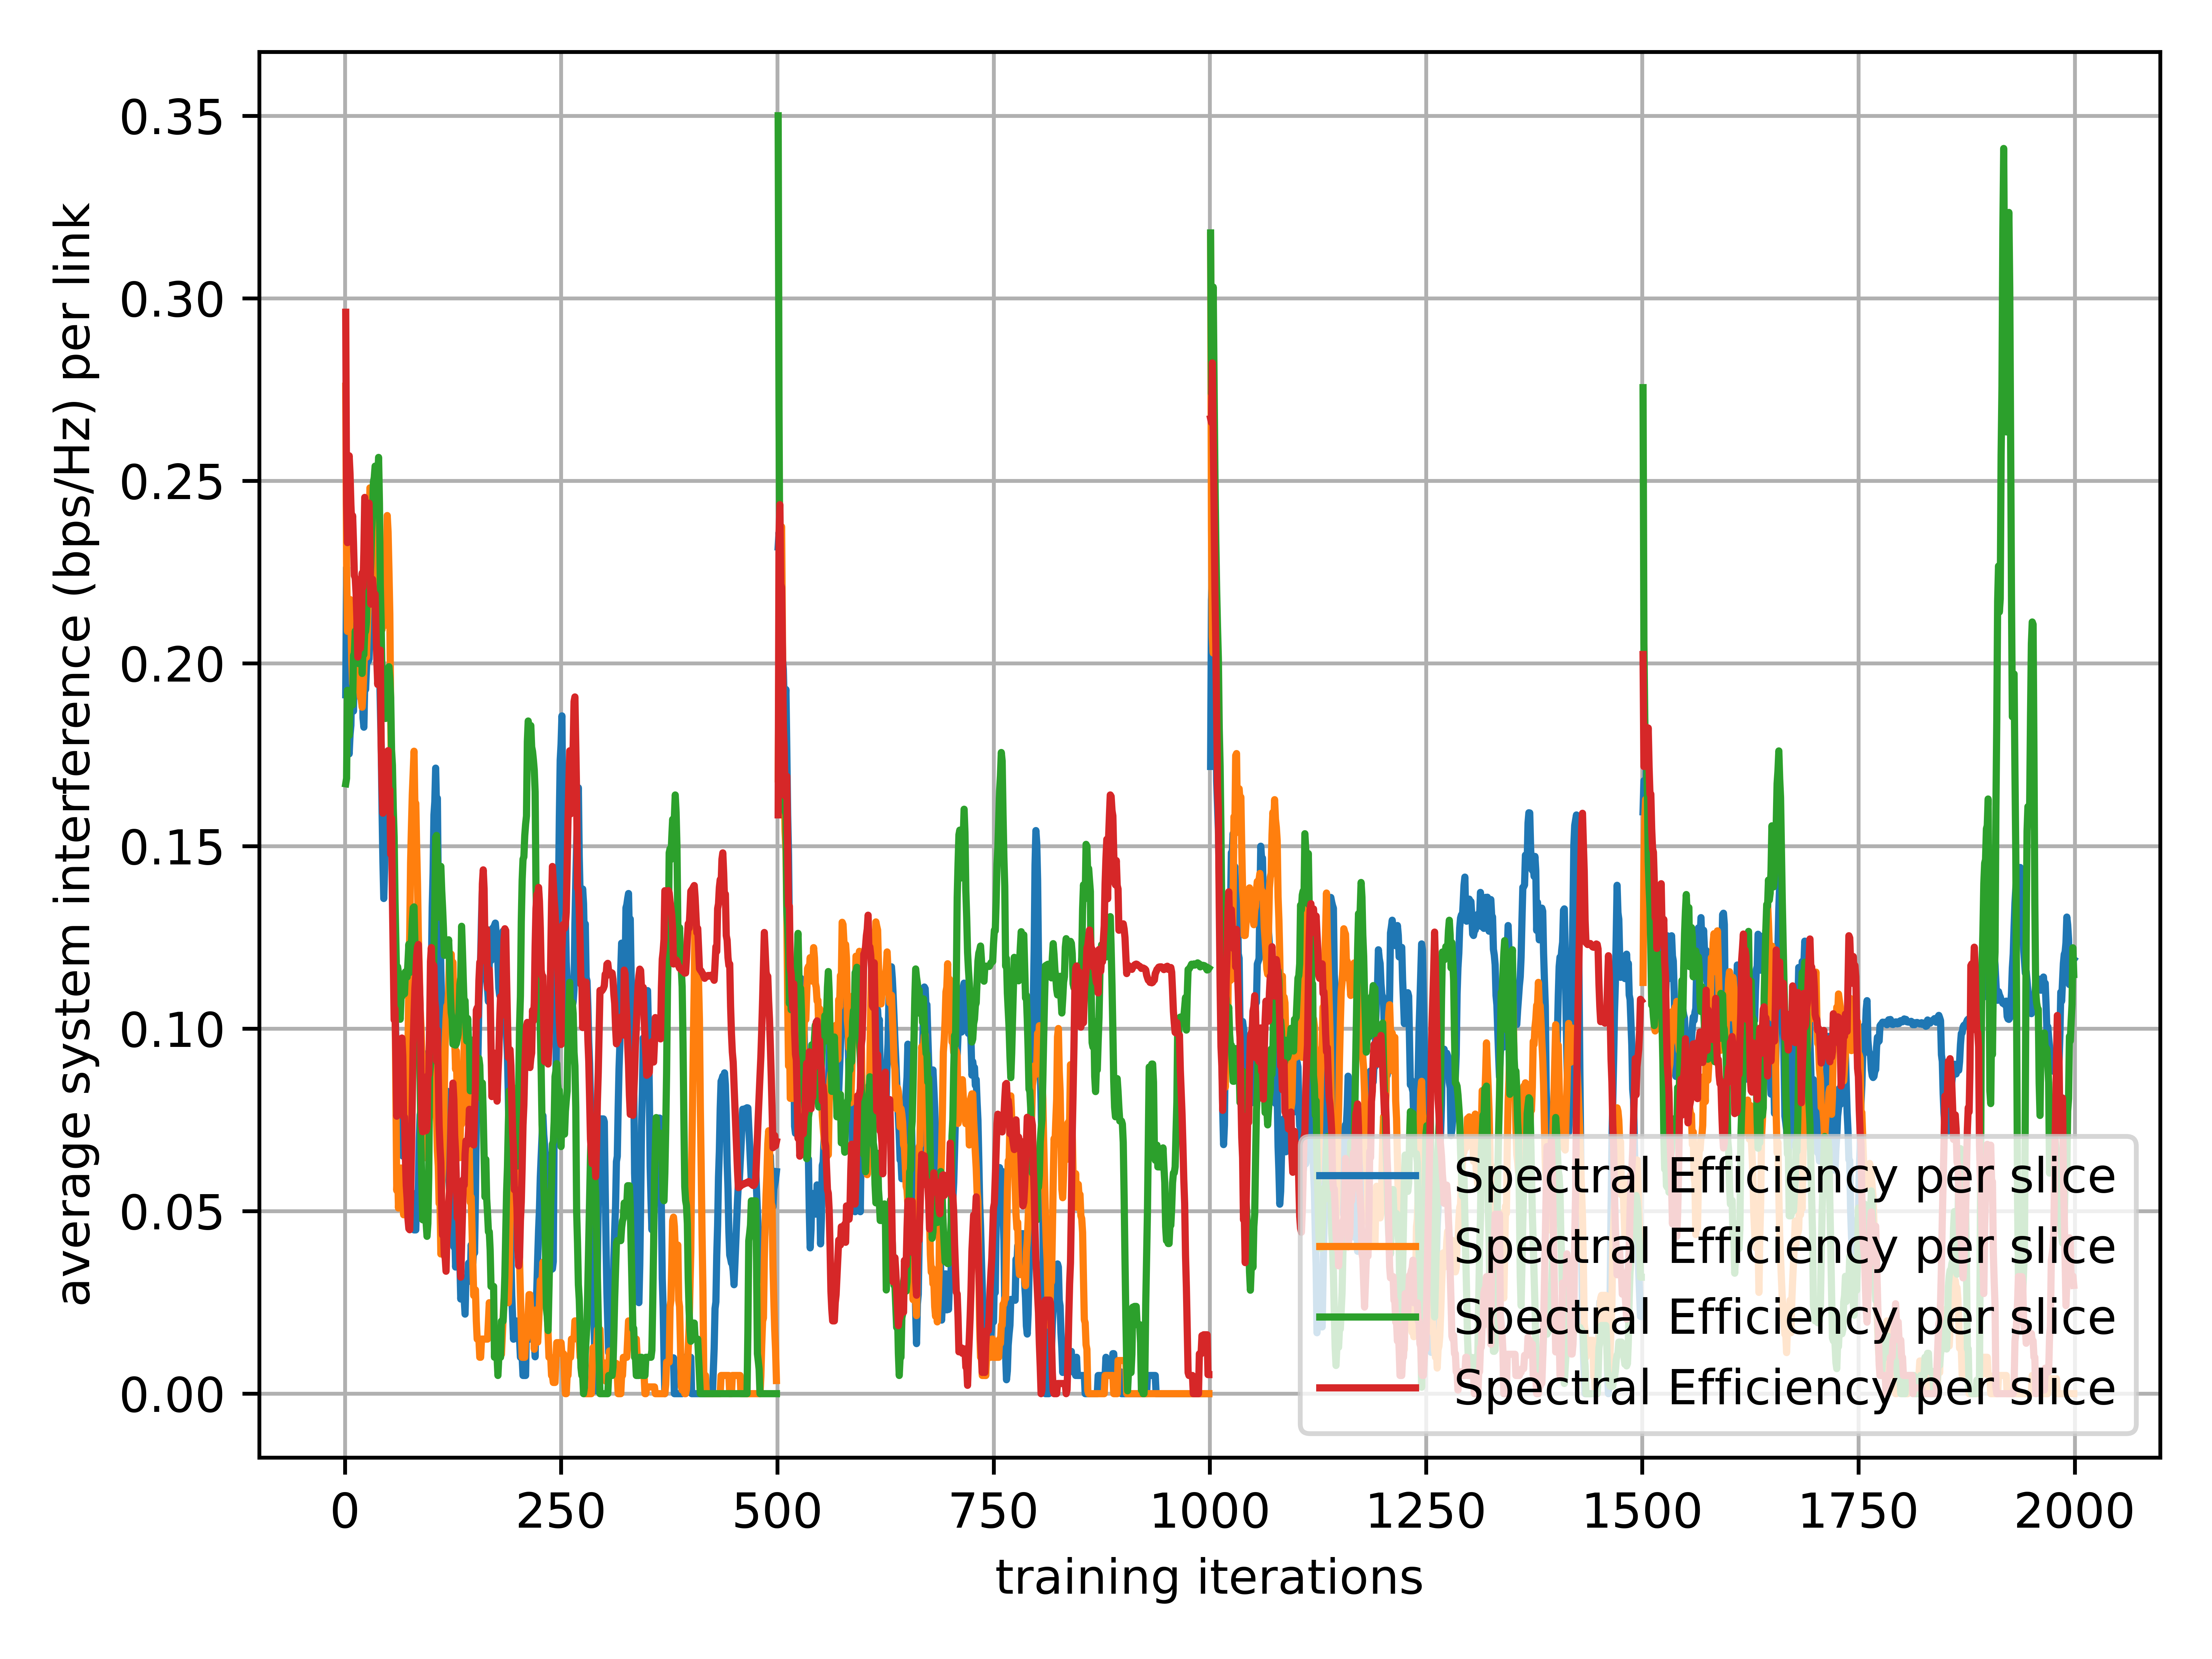 average system interference (bps/Hz) per link
0.35
0.30
0.25
0.20
0.15
0.10
0.05
0.00
Spectral Efficiency per slice
Spectral Efficiency per slice
Spectral Efficiency per slice
Spectral Efficiency per slice
0 250 500 750 1000 1250 1500 1750 2000
training iterations